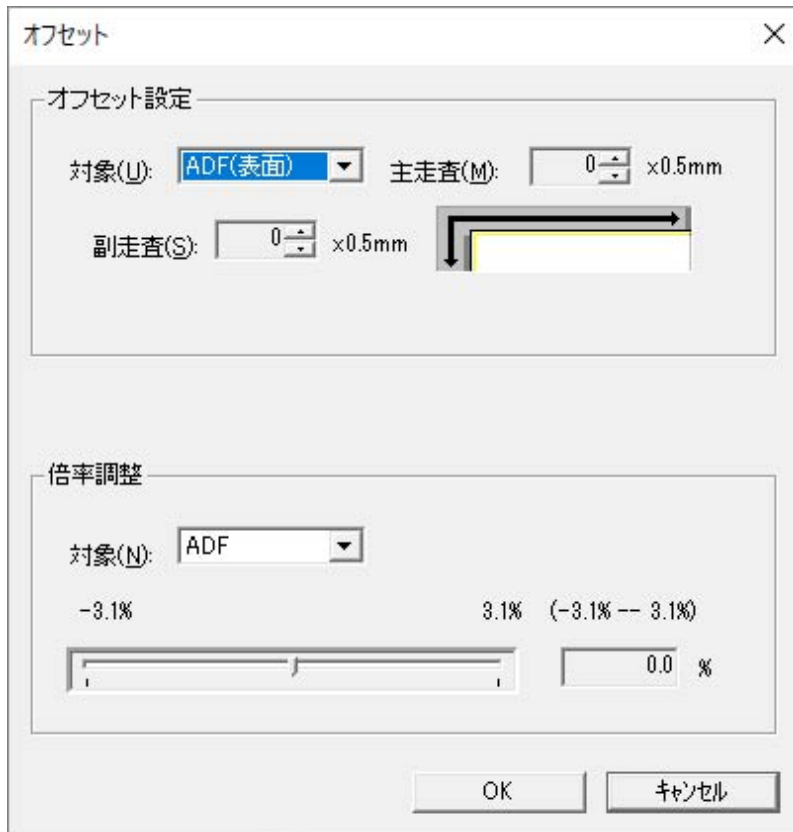 オフセット
オフセット設定
対象(U): ADF(表面) 主走査(M): 0 x0.5mm
副走査(S): 0 x0.5mm
倍率調整
対象(N): ADF
-3.1% 3.1% (-3.1% -- 3.1%)
0.0 %
OK キャンセル